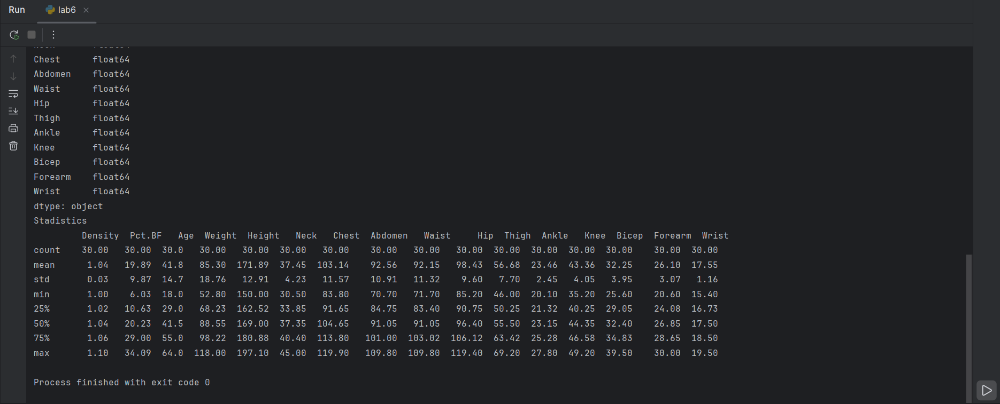 Run lab6
Chest float64
Abdomen float64
Waist float64
Hip float64
Thigh float64
Ankle float64
Knee float64
Bicep float64
Forearm float64
Wrist float64
dtype: object
Stadistics
Density Pct.BF Age Weight Height Neck Chest Abdomen Waist Hip Thigh Ankle Knee Bicep Forearm Wrist
count 30.00 30.00 30.0 30.00 30.00 30.00 30.00 30.00 30.00 30.00 30.00 30.00 30.00 30.00 30.00 30.00
mean 1.04 19.89 41.8 85.30 171.89 37.45 103.14 92.56 92.15 98.43 56.68 23.46 43.36 32.25 26.10 17.55
std 0.03 9.87 14.7 18.76 12.91 4.23 11.57 10.91 11.32 9.60 7.70 2.45 4.05 3.95 3.07 1.16
min 1.00 6.03 18.0 52.80 150.00 30.50 83.80 70.70 71.70 85.20 46.00 20.10 35.20 25.60 20.60 15.40
25% 1.02 10.63 29.0 68.23 162.52 33.85 91.65 84.75 83.40 90.75 50.25 21.32 40.25 29.05 24.08 16.73
50% 1.04 20.23 41.5 88.55 169.00 37.35 104.65 91.05 91.05 96.40 55.50 23.15 44.35 32.40 26.85 17.50
75% 1.06 29.00 55.0 98.22 180.88 40.40 113.80 101.00 103.02 106.12 63.42 25.28 46.58 34.83 28.65 18.50
max 1.10 34.09 64.0 118.00 197.10 45.00 119.90 109.80 109.80 119.40 69.20 27.80 49.20 39.50 30.00 19.50
Process finished with exit code 0